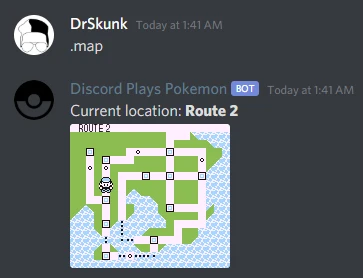 DrSkunk Today at 1:41 AM
.map
Discord Plays Pokemon BOT Today at 1:41 AM
Current location: Route 2
ROUTE 2